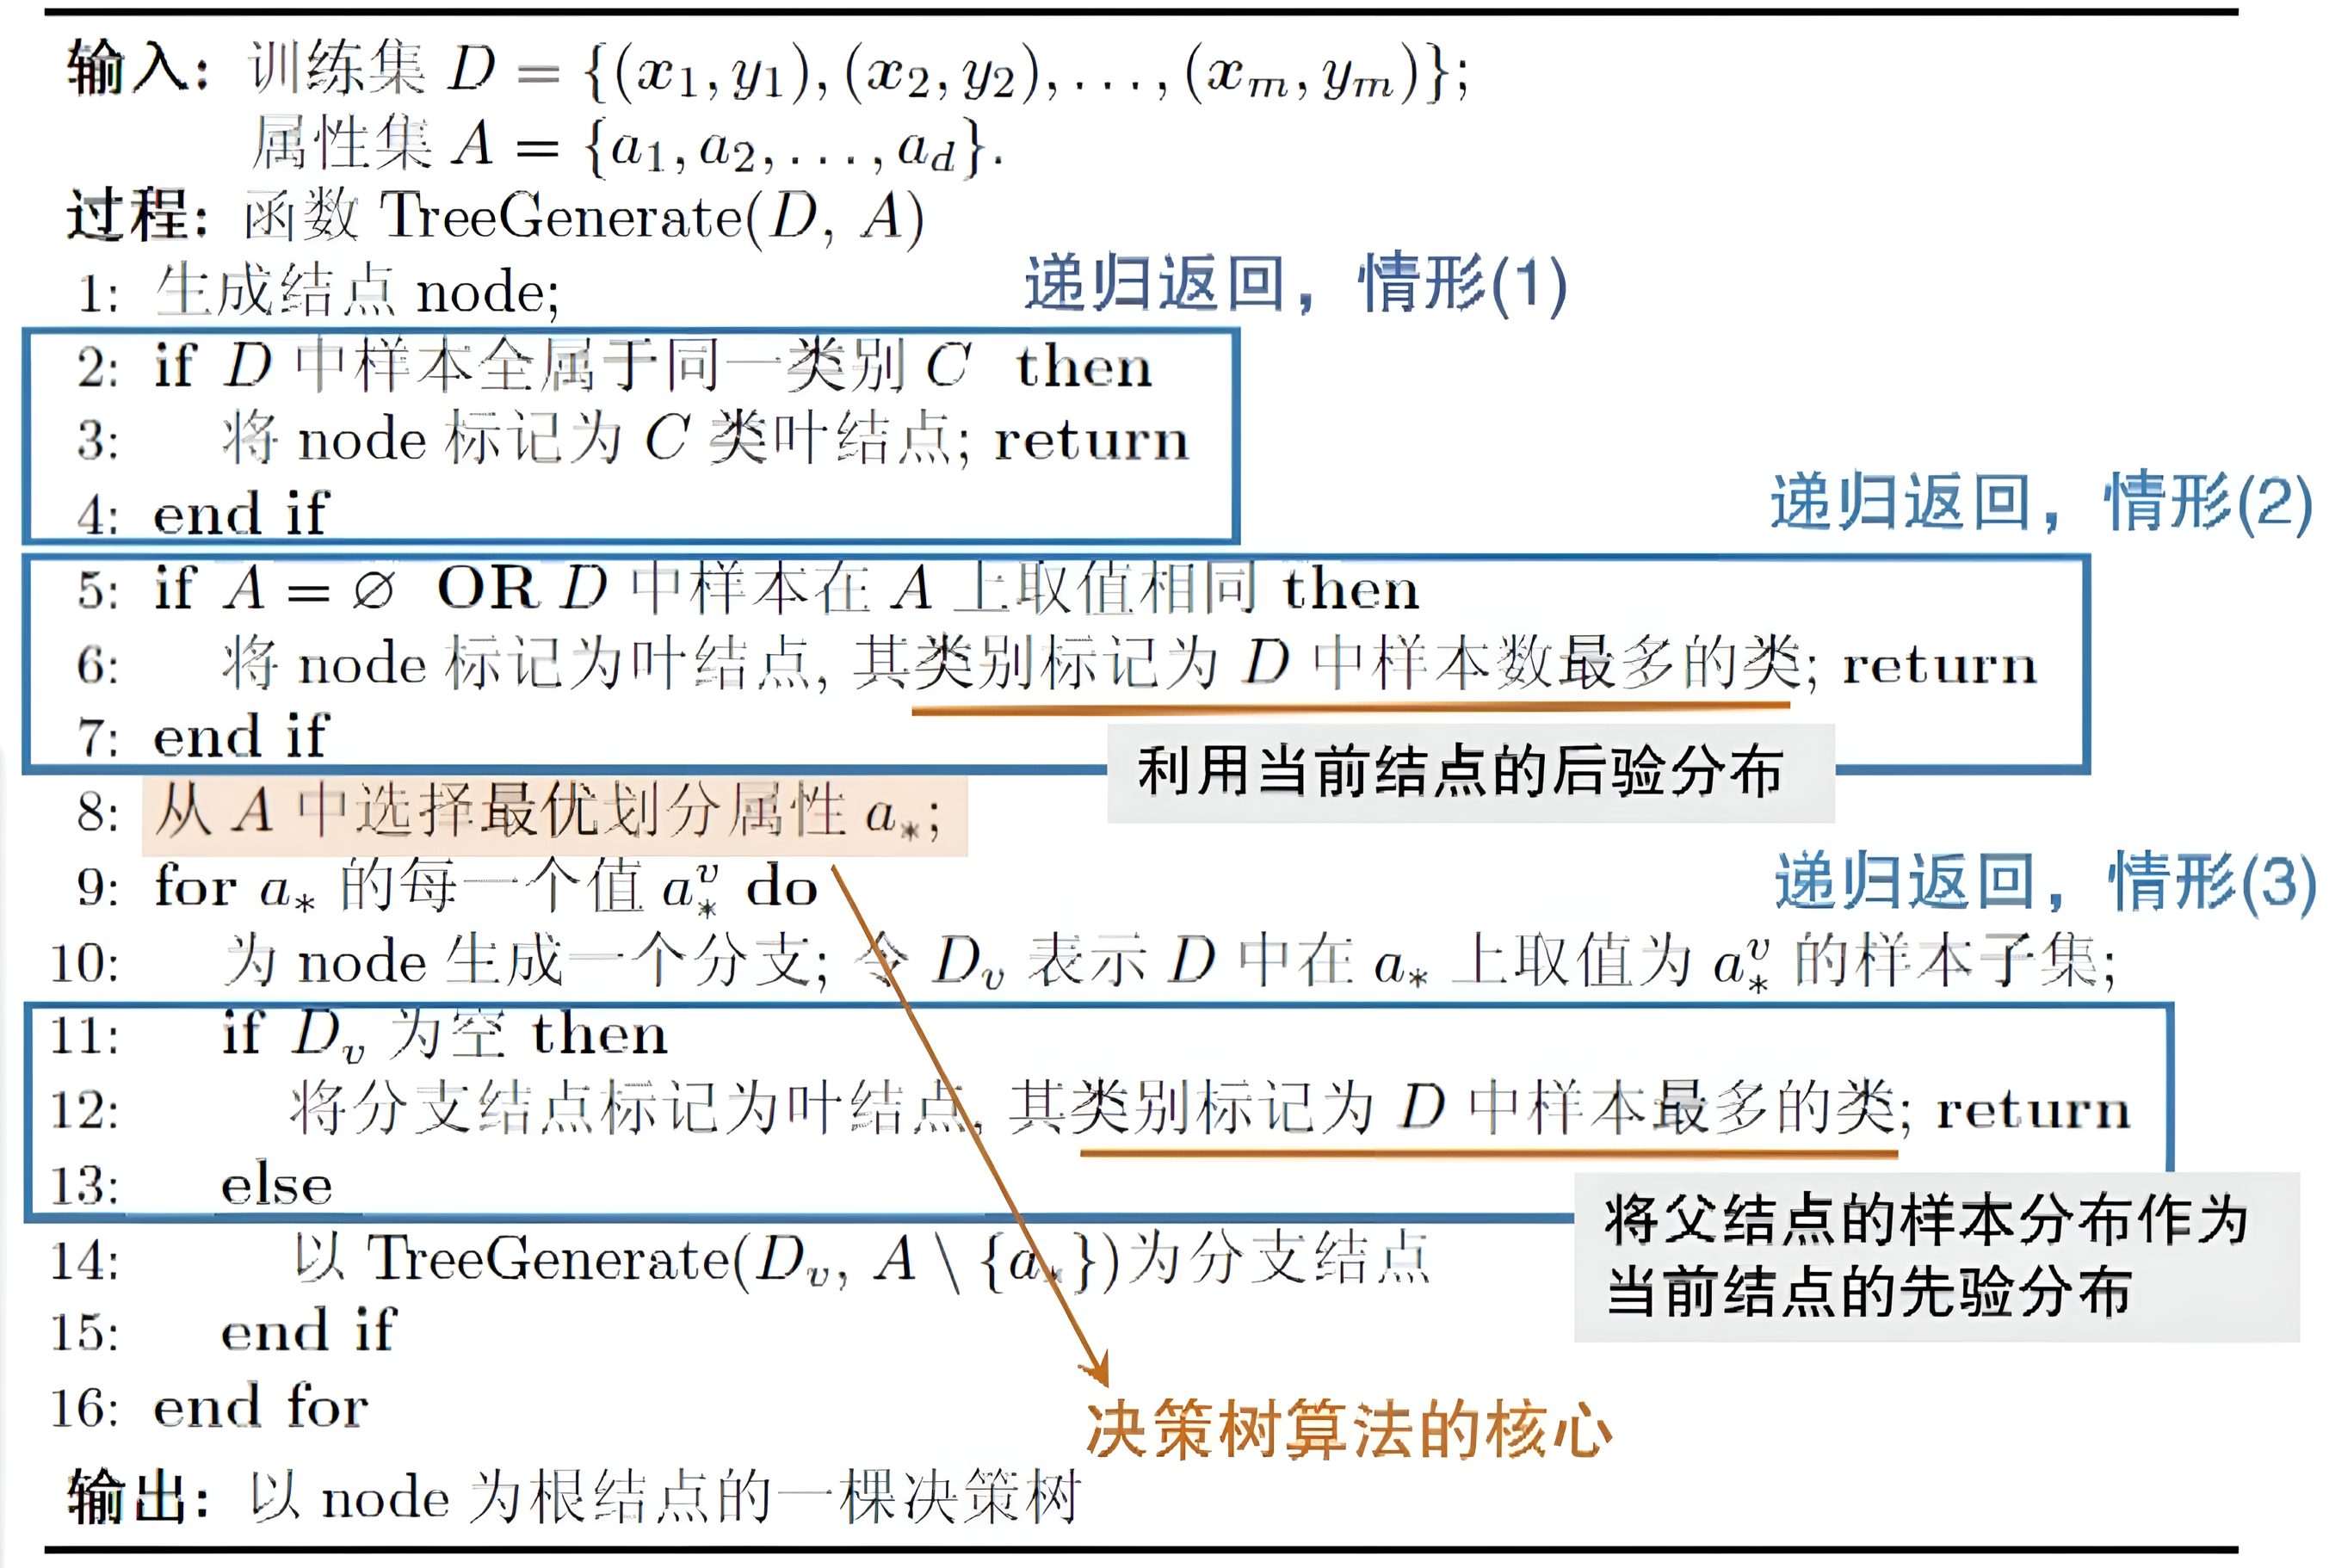 输入: 训练集 D = {(x₁, y₁), (x₂, y₂), . . . , (xₘ, yₘ)};
属性集 A = {a₁, a₂, . . . , a_d}.
过程: 函数 TreeGenerate(D, A)
1: 生成结点 node;
递归返回，情形(1)
2: if D 中样本全属于同一类别 C then
3: 将 node 标记为 C 类叶结点; return
4: end if
递归返回，情形(2)
5: if A = ∅ OR D 中样本在 A 上取值相同 then
6: 将 node 标记为叶结点, 其类别标记为 D 中样本数最多的类; return
7: end if
利用当前结点的后验分布
8: 从 A 中选择最优划分属性 a_*;
递归返回，情形(3)
9: for a_* 的每一个值 a_*^v do
10: 为 node 生成一个分支; 令 D_v 表示 D 中在 a_* 上取值为 a_*^v 的样本子集;
11: if D_v 为空 then
12: 将分支结点标记为叶结点, 其类别标记为 D 中样本最多的类; return
13: else
将父结点的样本分布作为
当前结点的先验分布
14: 以 TreeGenerate(D_v, A \ {a_*})为分支结点
15: end if
16: end for
决策树算法的核心
输出: 以 node 为根结点的一棵决策树